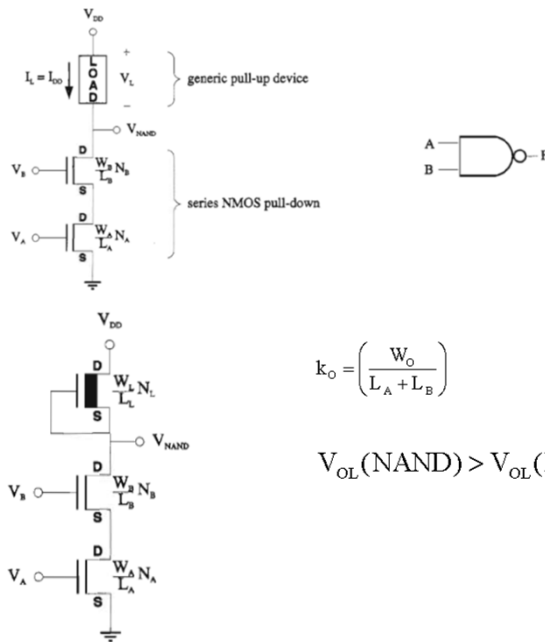 V_DD
I_L = I_DD
LOAD
+
V_L
−
generic pull-up device
V_NAND
D
V_B
W_B/L_B N_B
S
series NMOS pull-down
D
V_A
W_A/L_A N_A
S
A
B
V_DD
D
W_L/L_L N_L
S
V_NAND
D
V_B
W_B/L_B N_B
S
D
V_A
W_A/L_A N_A
S
k_O = (W_O / (L_A + L_B))
V_OL(NAND) > V_OL(